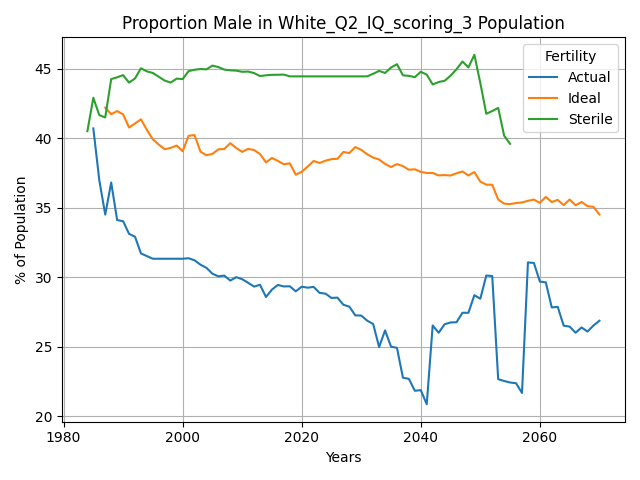 Proportion Male in White_Q2_IQ_scoring_3 Population
Fertility
Actual
Ideal
Sterile
% of Population
45
40
35
30
25
20
1980
2000
2020
2040
2060
Years